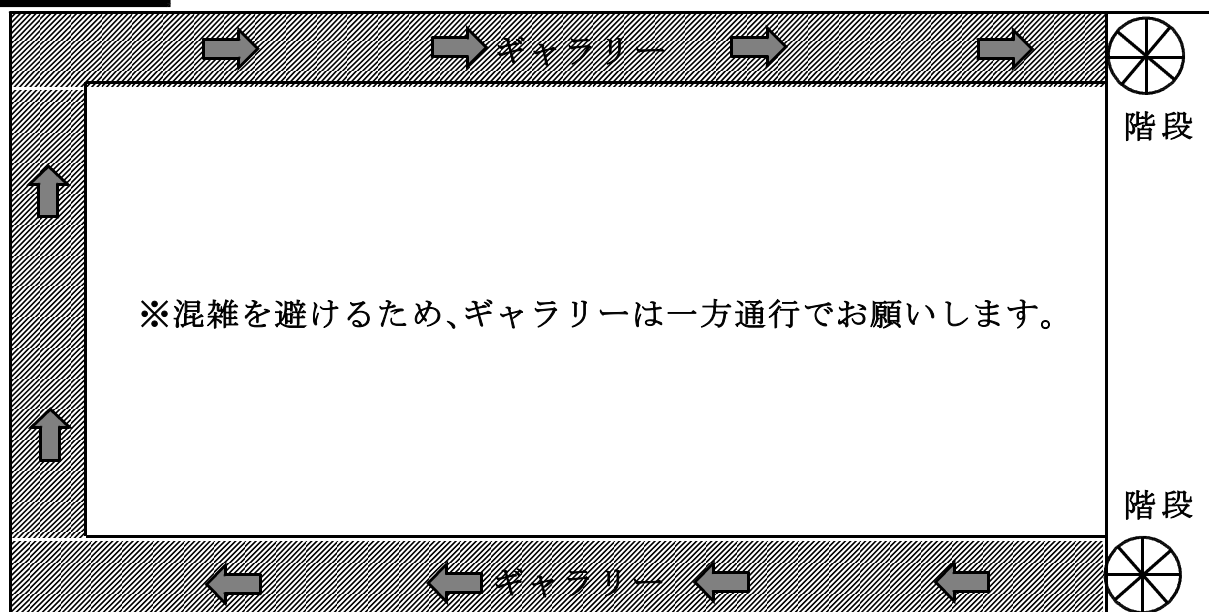 ギャラリー
階段
※混雑を避けるため、ギャラリーは一方通行でお願いします。
階段
ギャラリー